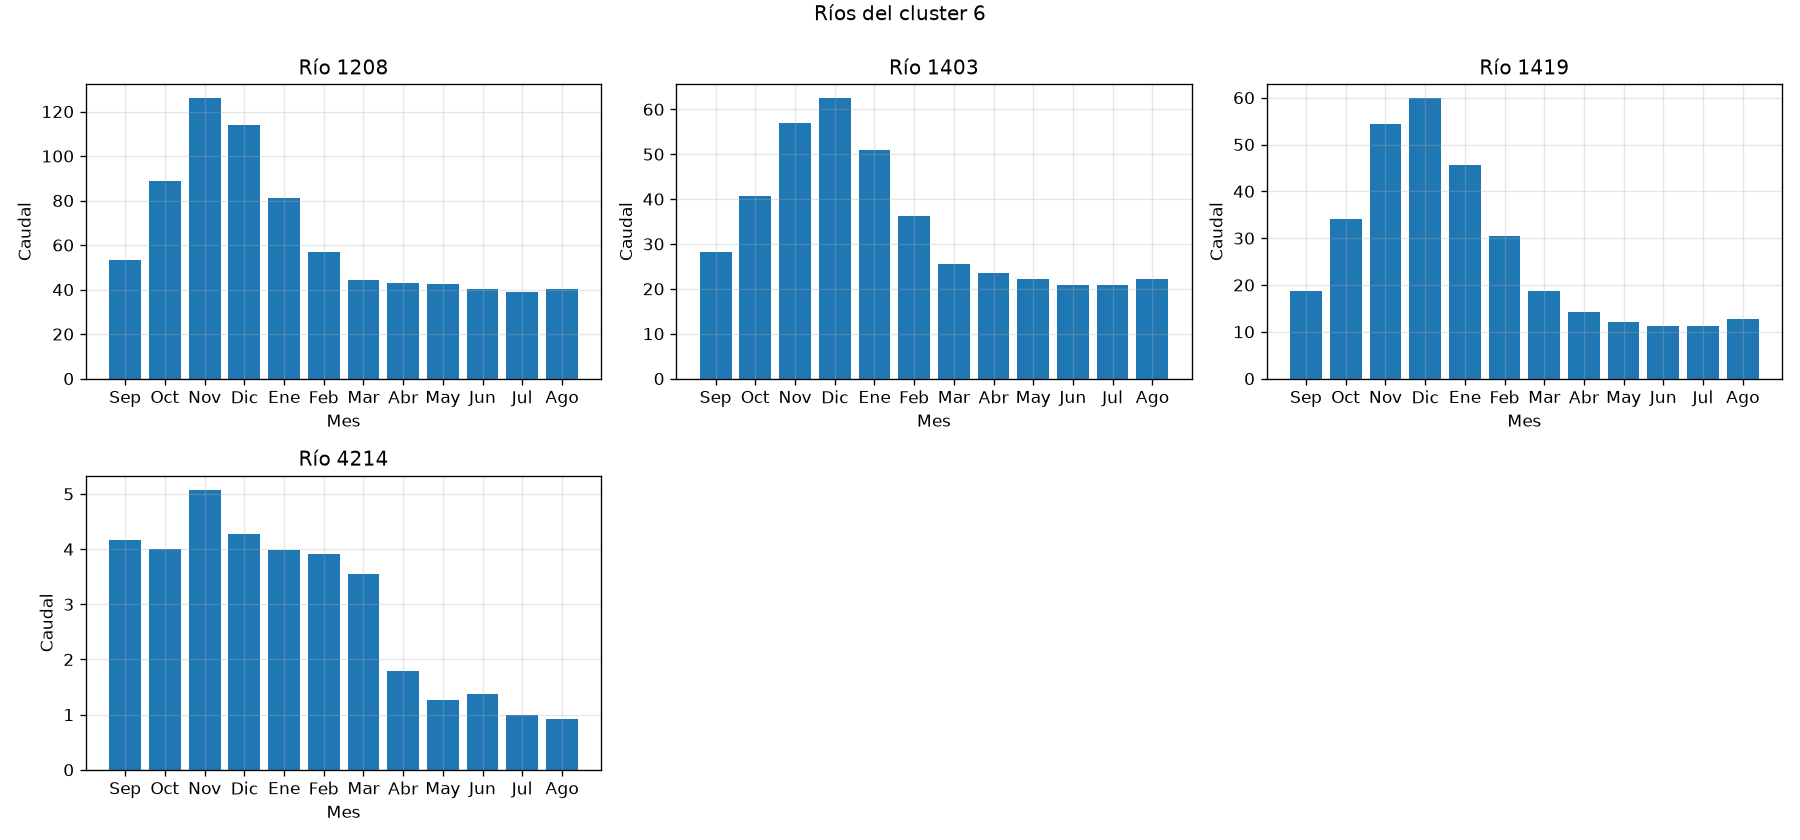 Ríos del cluster 6
Río 1208
120
100
80
60
40
20
0
Caudal
Sep Oct Nov Dic Ene Feb Mar Abr May Jun Jul Ago
Mes
Río 1403
60
50
40
30
20
10
0
Caudal
Sep Oct Nov Dic Ene Feb Mar Abr May Jun Jul Ago
Mes
Río 1419
60
50
40
30
20
10
0
Caudal
Sep Oct Nov Dic Ene Feb Mar Abr May Jun Jul Ago
Mes
Río 4214
5
4
3
2
1
0
Caudal
Sep Oct Nov Dic Ene Feb Mar Abr May Jun Jul Ago
Mes